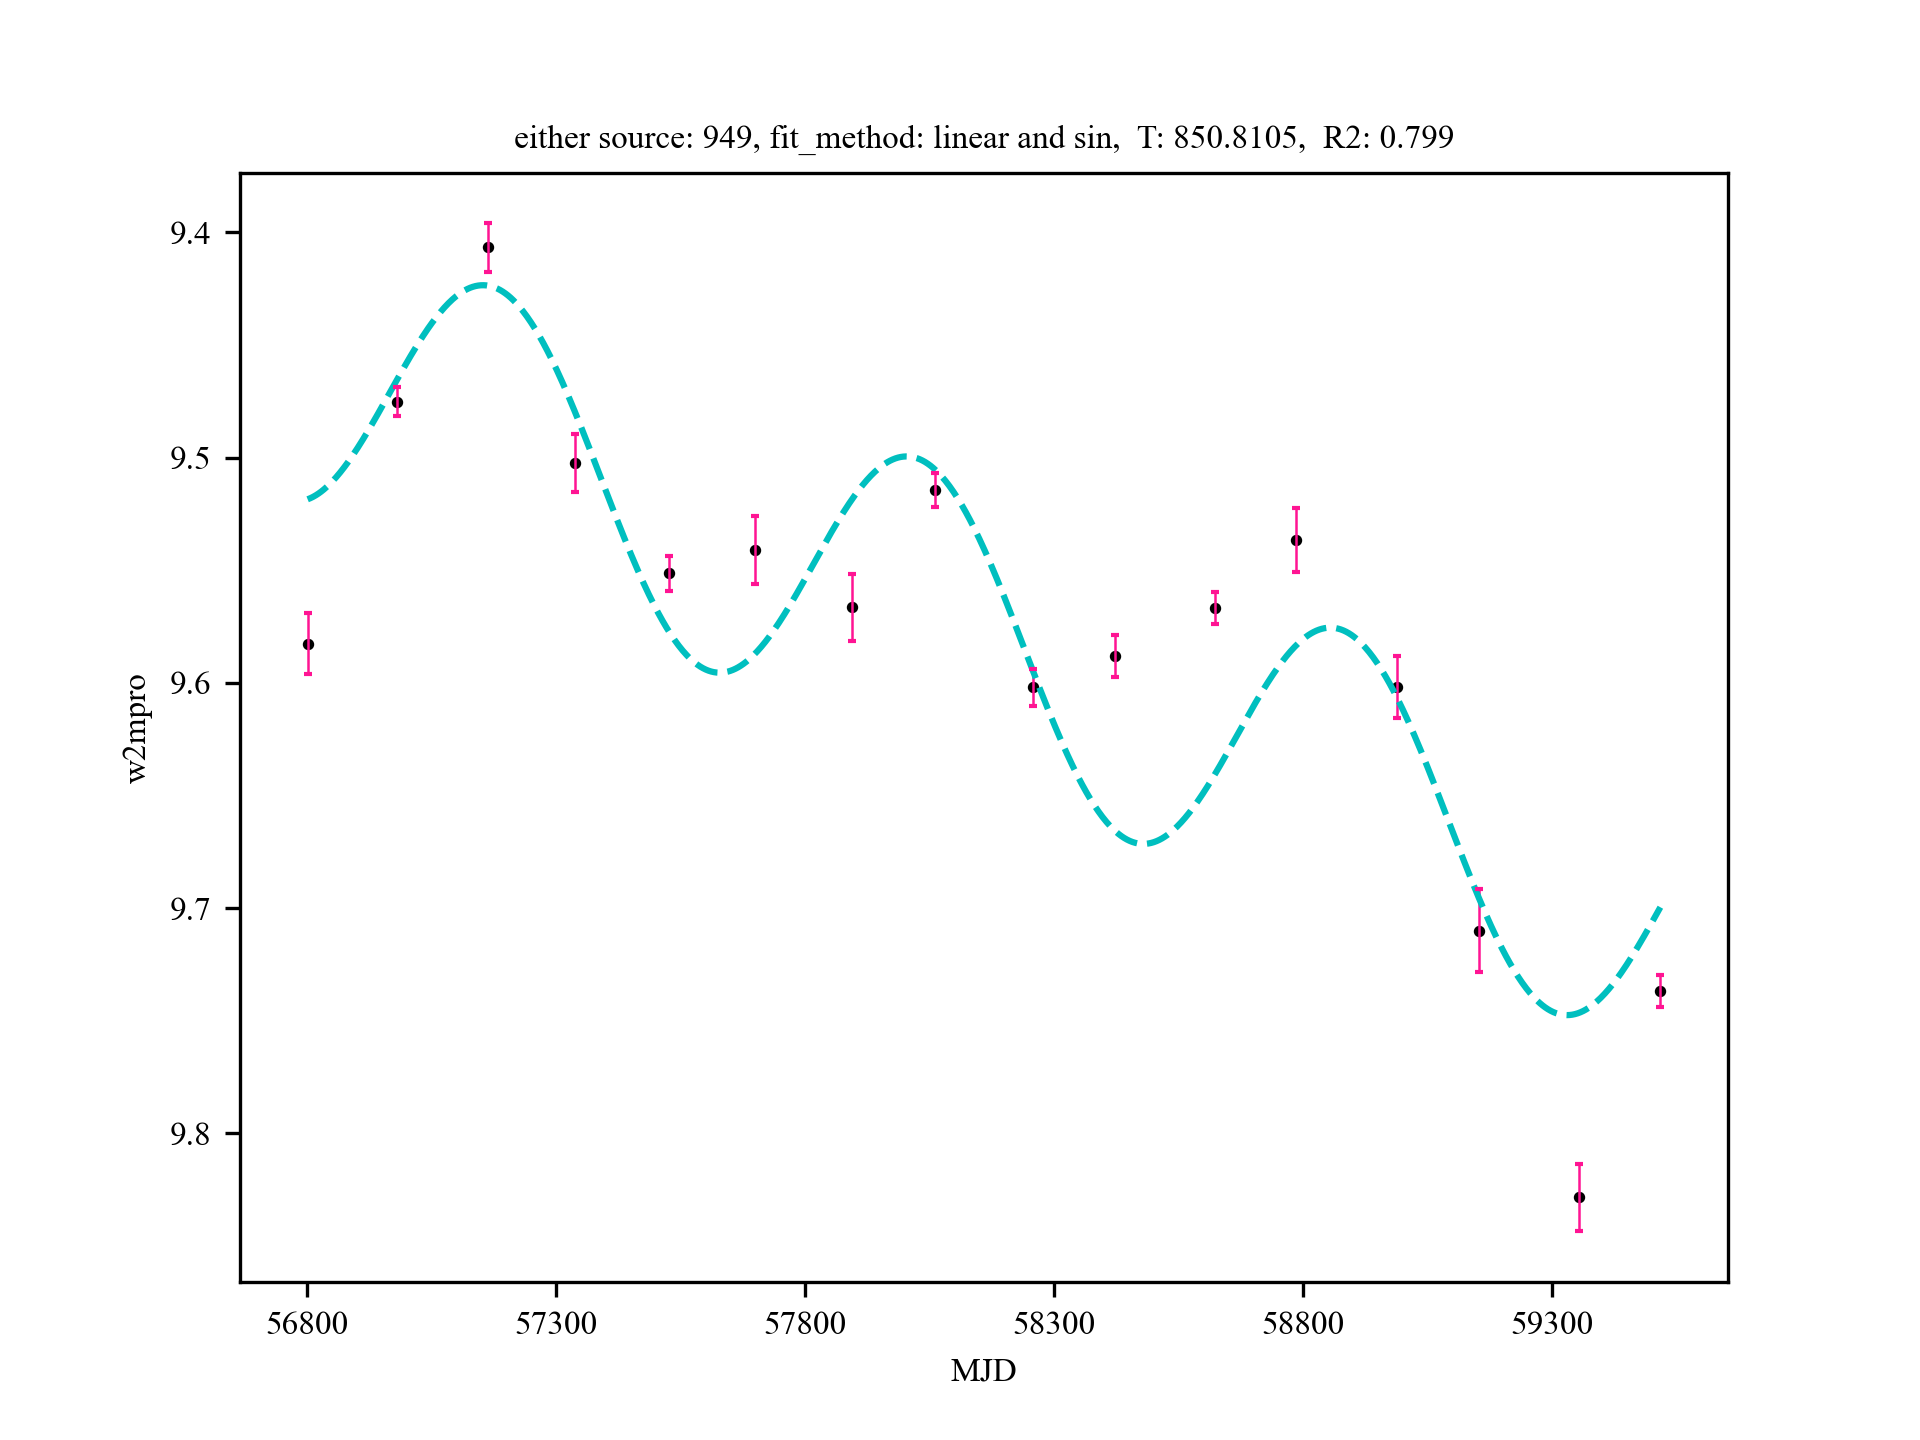 either source: 949, fit_method: linear and sin,  T: 850.8105,  R2: 0.799
9.4
9.5
9.6
9.7
9.8
w2mpro
56800 57300 57800 58300 58800 59300
MJD